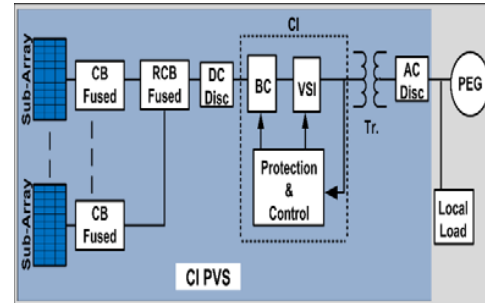 CI
Sub-Array
CB
Fused
RCB
Fused
DC
Disc
BC
VSI
Tr.
AC
Disc
PEG
Protection
&
Control
Sub-Array
CB
Fused
Local
Load
CI PVS